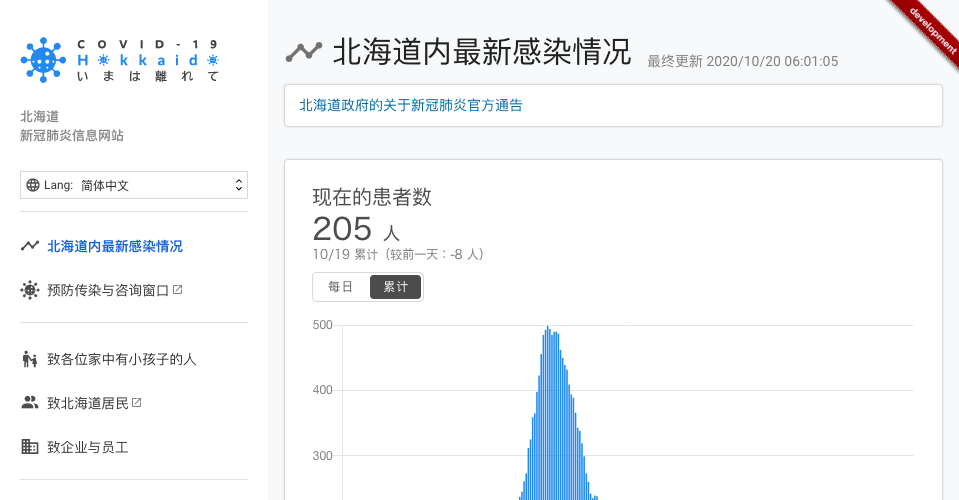 COVID-19
Hokkaido
いまは離れて
北海道
新冠肺炎信息网站
Lang: 简体中文
北海道内最新感染情况
预防传染与咨询窗口
致各位家中有小孩子的人
致北海道居民
致企业与员工
development
北海道内最新感染情况
最终更新 2020/10/20 06:01:05
北海道政府的关于新冠肺炎官方通告
现在的患者数
205 人
10/19 累计（较前一天：-8 人）
每日 累计
500
400
300